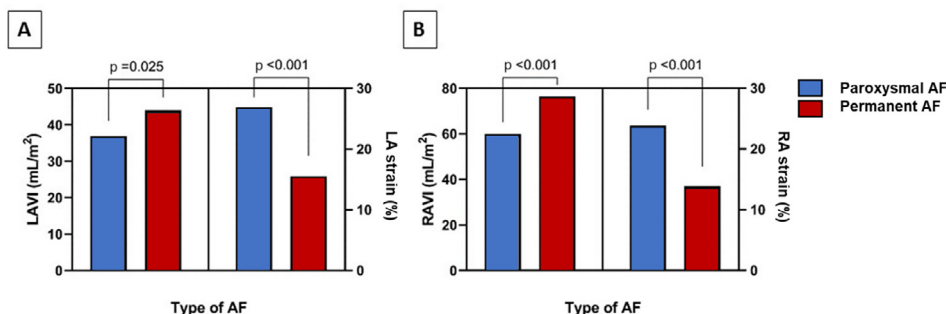 A
p =0.025
p <0.001
50
40
30
20
10
0
LAVI (mL/m²)
30
20
10
0
LA strain (%)
Type of AF
B
p <0.001
p <0.001
80
60
40
20
0
RAVI (mL/m²)
30
20
10
0
RA strain (%)
Type of AF
Paroxysmal AF
Permanent AF